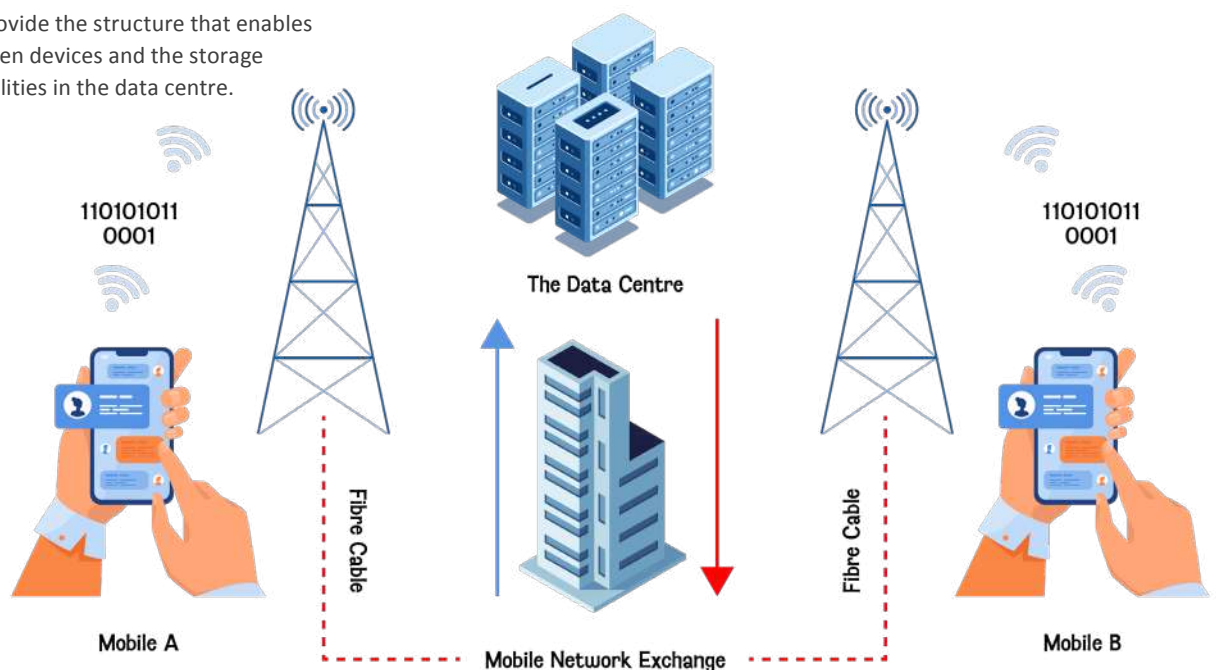 ovide the structure that enables
en devices and the storage
lities in the data centre.
110101011
0001
110101011
0001
The Data Centre
Fibre Cable
Fibre Cable
Mobile A
Mobile Network Exchange
Mobile B